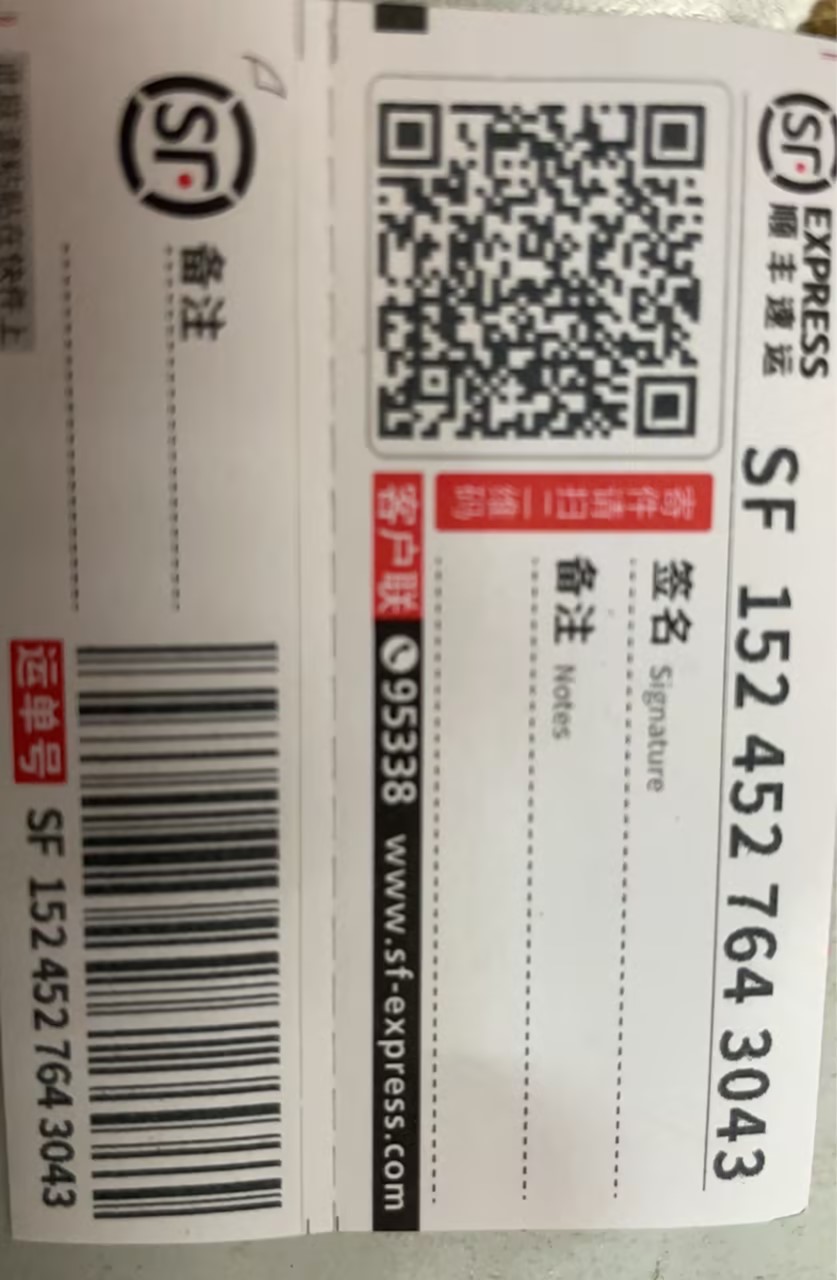 SF EXPRESS
顺丰速运
SF 152 452 764 3043
寄件请扫二维码
签名 Signature
备注 Notes
客户联 95338 www.sf-express.com
SF
备注
运单号 SF 152 452 764 3043